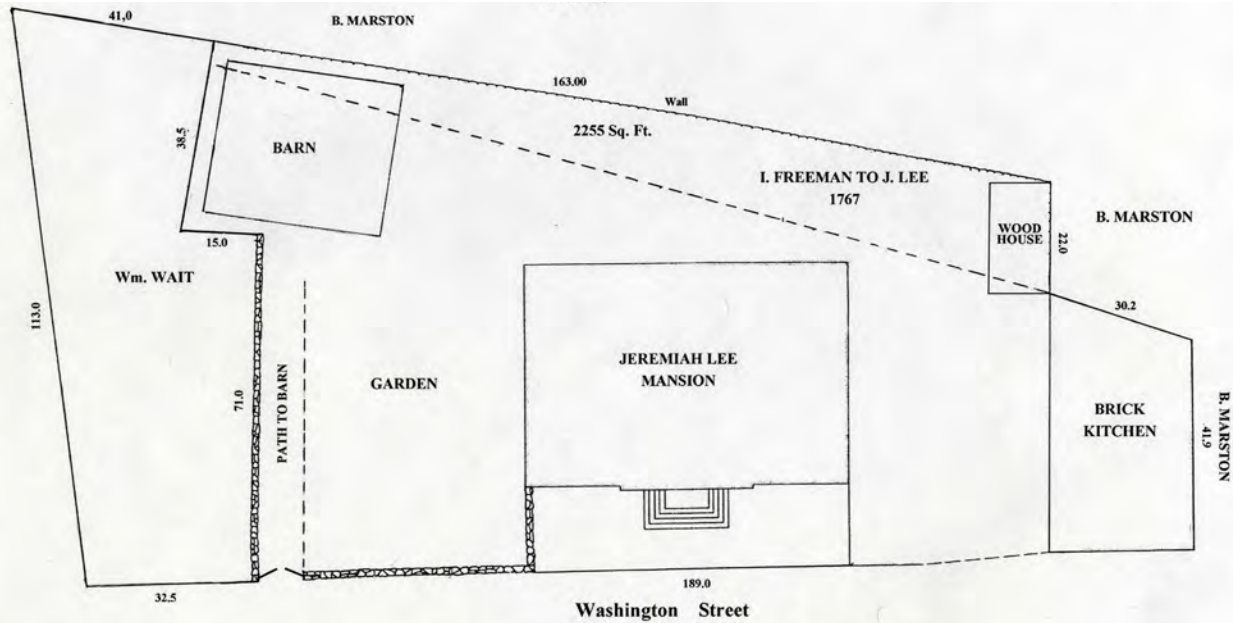 41,0
B. MARSTON
163.00
Wall
2255 Sq. Ft.
38.5
BARN
I. FREEMAN TO J. LEE
1767
WOOD
HOUSE
B. MARSTON
22.0
15.0
Wm. WAIT
113.0
30.2
JEREMIAH LEE
MANSION
GARDEN
71.0
PATH TO BARN
BRICK
KITCHEN
B. MARSTON
41.9
32.5
189.0
Washington Street